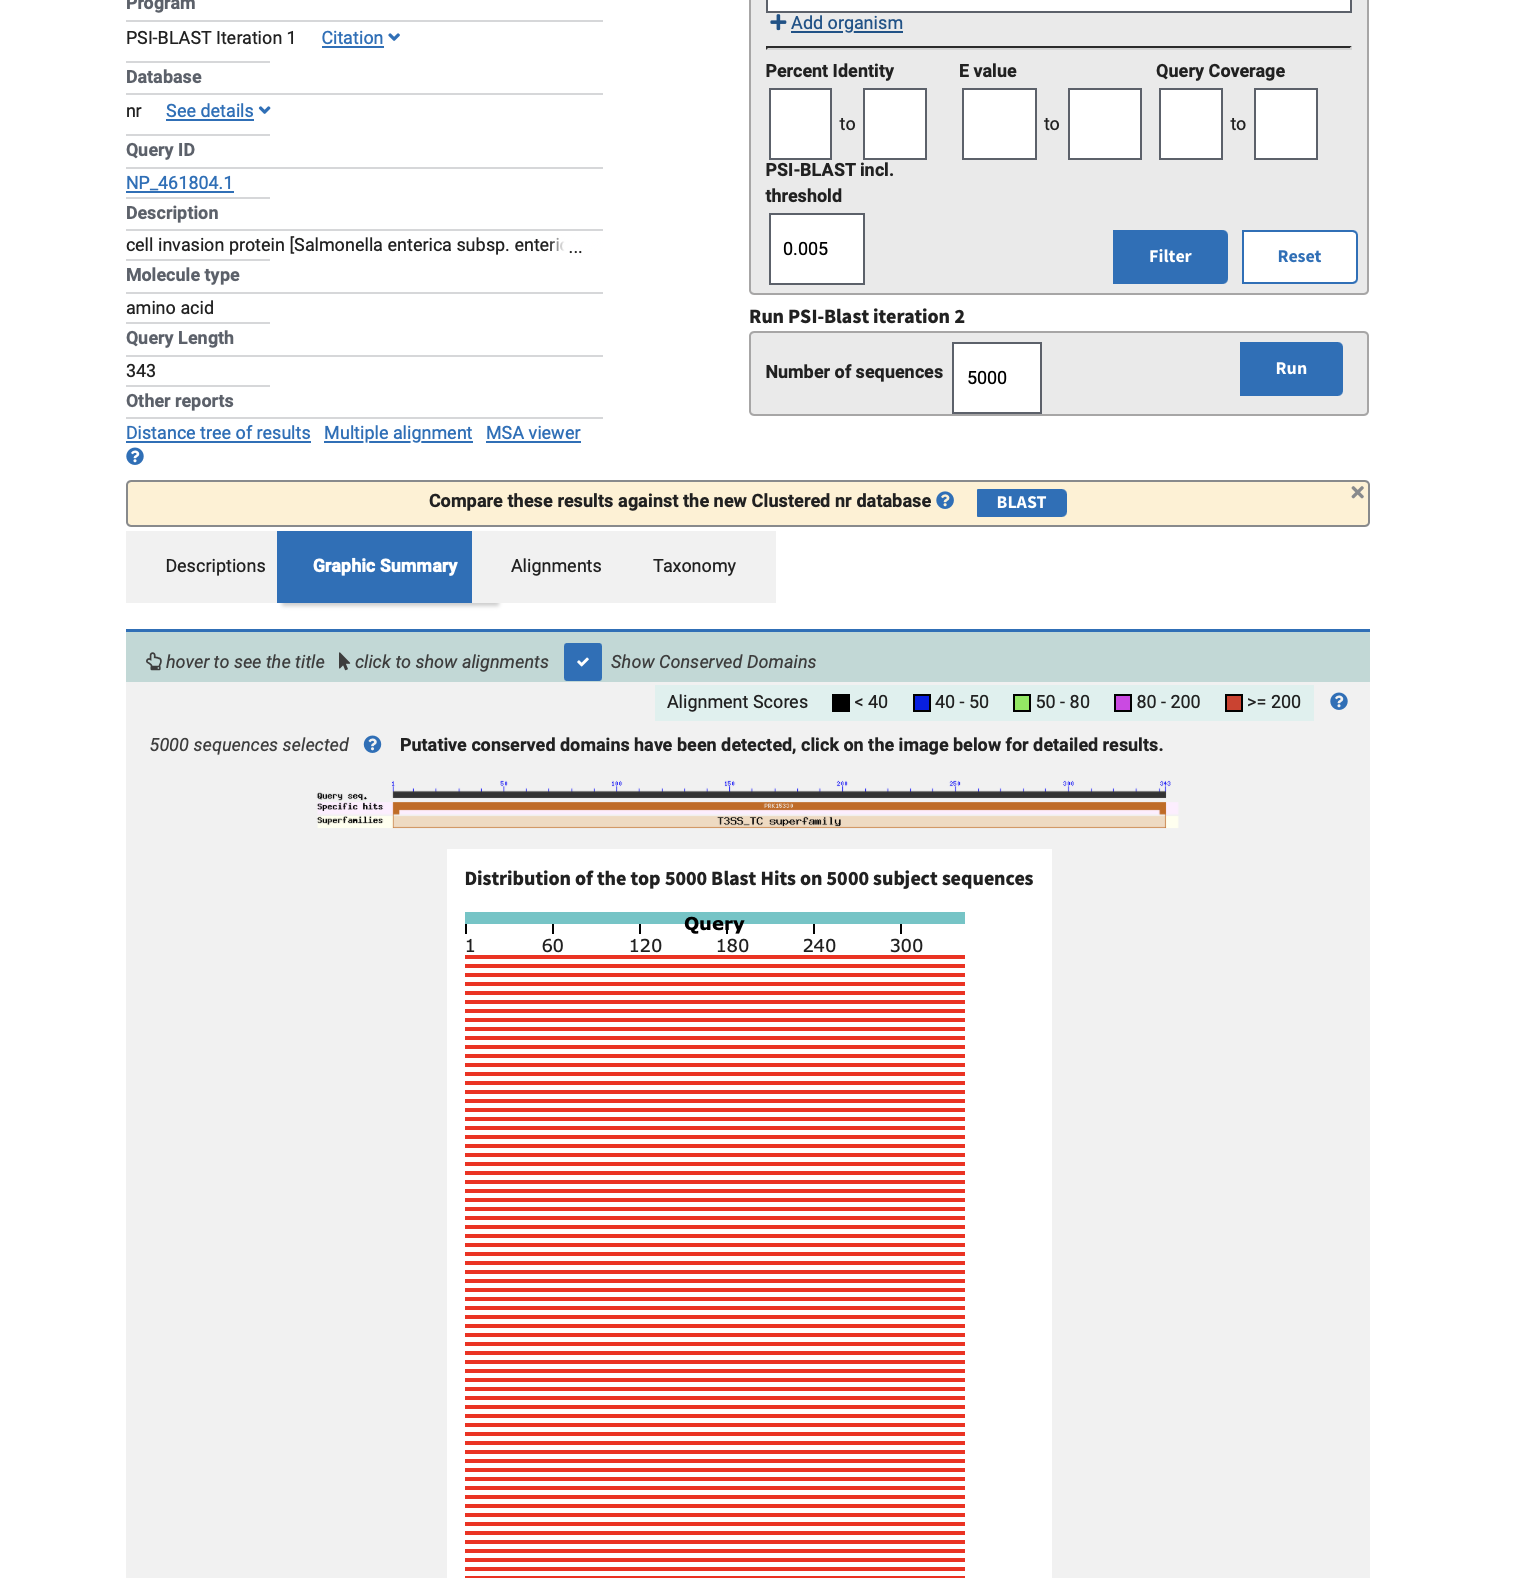 Program
PSI-BLAST Iteration 1 Citation
Database
nr See details
Query ID
NP_461804.1
Description
cell invasion protein [Salmonella enterica subsp. enteric ...
Molecule type
amino acid
Query Length
343
Other reports
Distance tree of results Multiple alignment MSA viewer
?
Add organism
Percent Identity E value Query Coverage
to to to
PSI-BLAST incl.
threshold
0.005
Filter Reset
Run PSI-Blast iteration 2
Number of sequences 5000 Run
Compare these results against the new Clustered nr database ? BLAST
Descriptions Graphic Summary Alignments Taxonomy
hover to see the title click to show alignments Show Conserved Domains
Alignment Scores < 40 40 - 50 50 - 80 80 - 200 >= 200 ?
5000 sequences selected ? Putative conserved domains have been detected, click on the image below for detailed results.
1 50 100 150 200 250 300 343
Query seq.
Specific hits PRK15330
Superfamilies T3SS_TC superfamily
Distribution of the top 5000 Blast Hits on 5000 subject sequences
Query
1 60 120 180 240 300